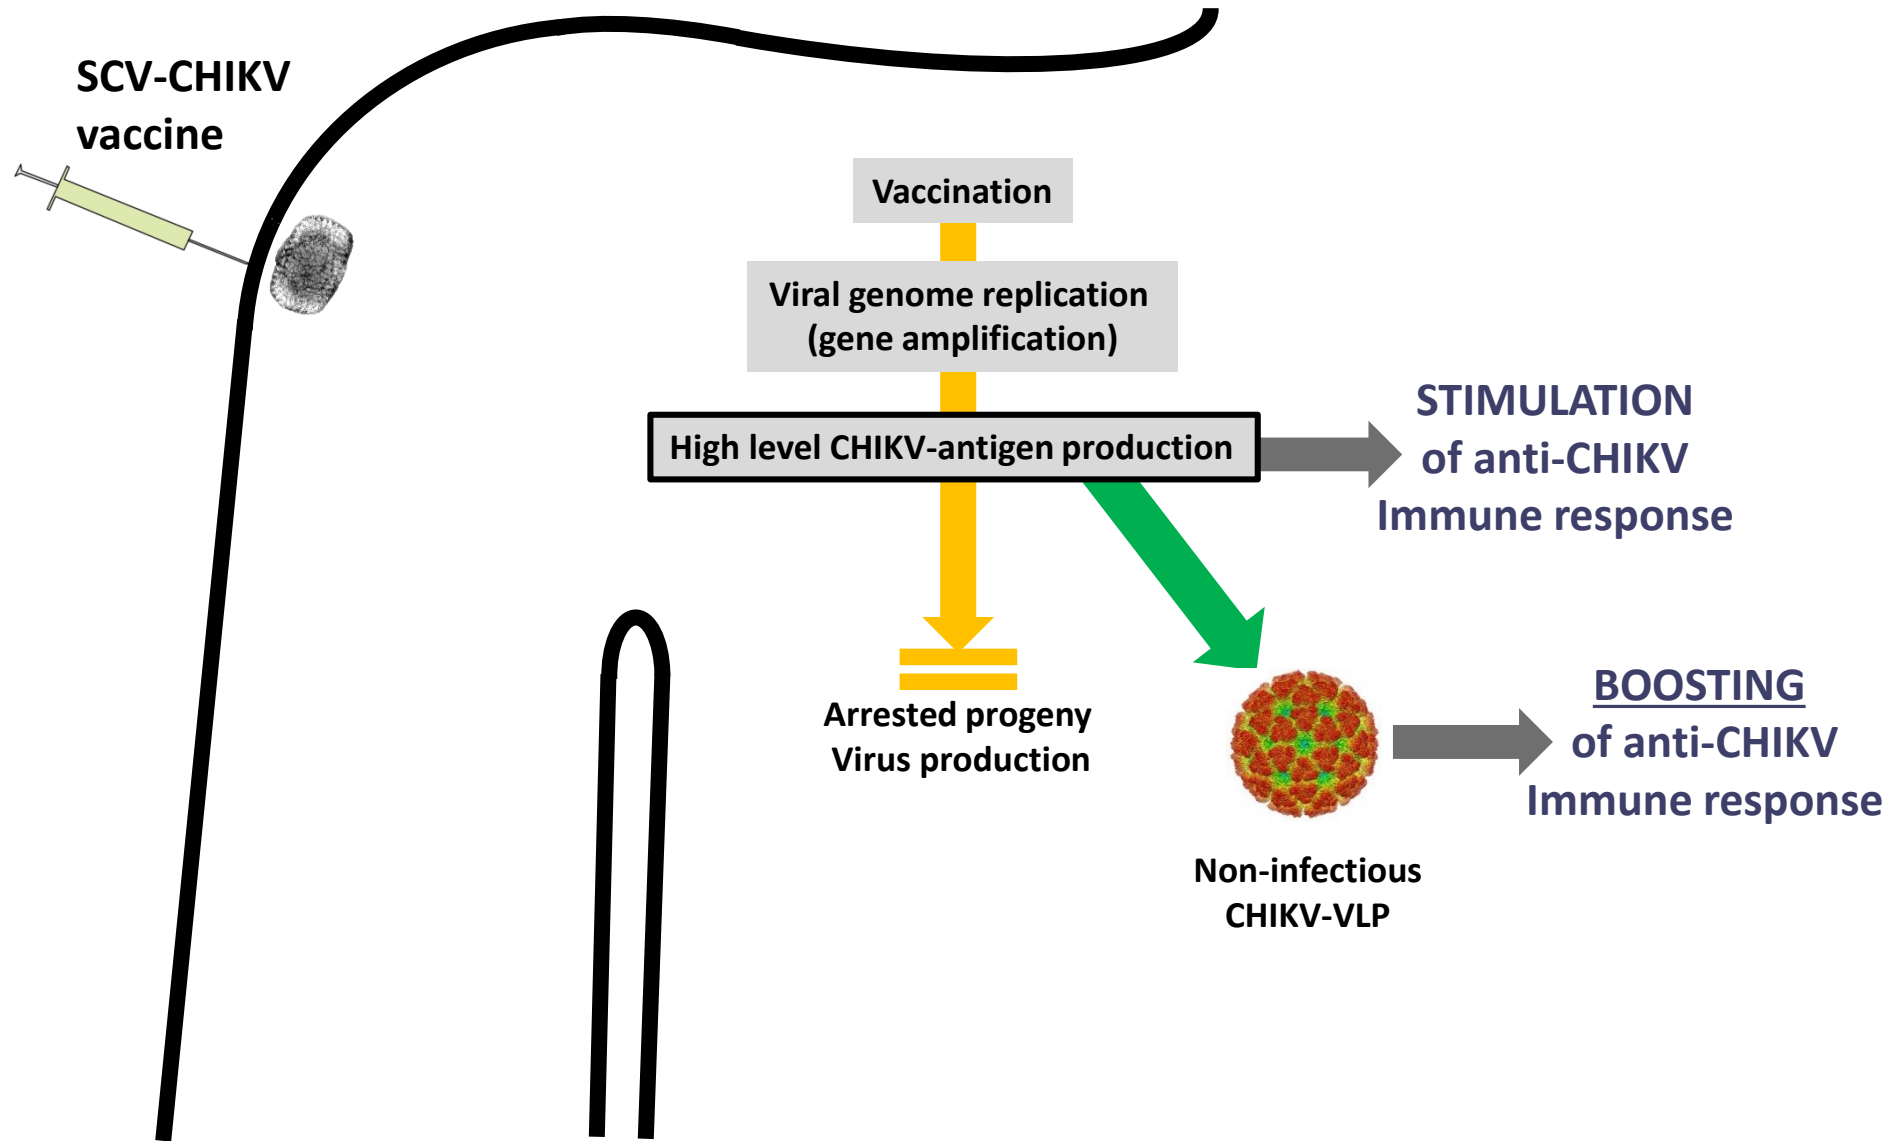 SCV-CHIKV
vaccine
Vaccination
Viral genome replication
(gene amplification)
High level CHIKV-antigen production
STIMULATION
of anti-CHIKV
Immune response
Arrested progeny
Virus production
Non-infectious
CHIKV-VLP
BOOSTING
of anti-CHIKV
Immune response